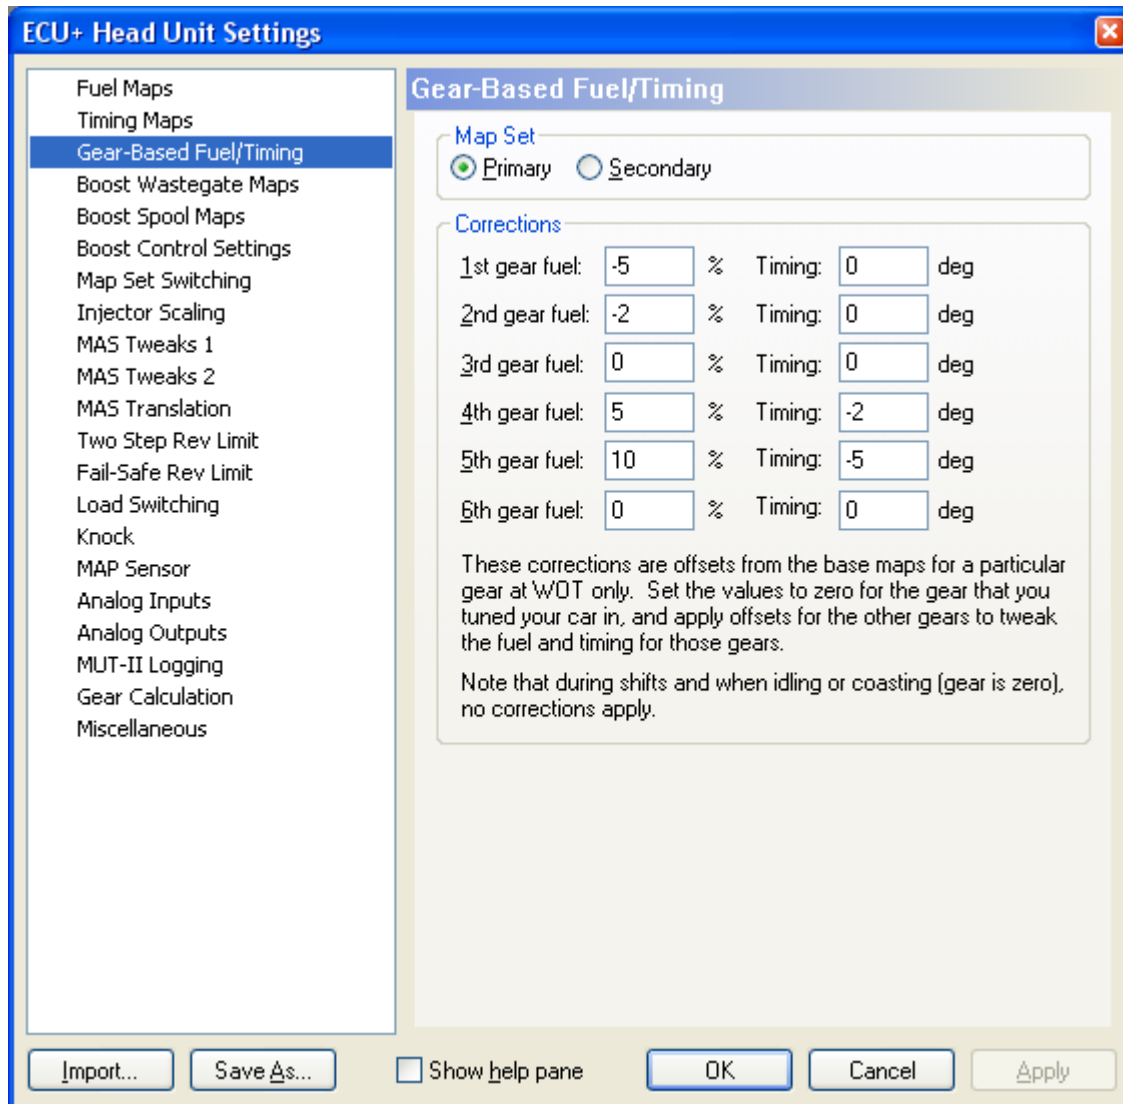 ECU+ Head Unit Settings
Fuel Maps
Timing Maps
Gear-Based Fuel/Timing
Boost Wastegate Maps
Boost Spool Maps
Boost Control Settings
Map Set Switching
Injector Scaling
MAS Tweaks 1
MAS Tweaks 2
MAS Translation
Two Step Rev Limit
Fail-Safe Rev Limit
Load Switching
Knock
MAP Sensor
Analog Inputs
Analog Outputs
MUT-II Logging
Gear Calculation
Miscellaneous
Gear-Based Fuel/Timing
Map Set
Primary Secondary
Corrections
1st gear fuel: -5 % Timing: 0 deg
2nd gear fuel: -2 % Timing: 0 deg
3rd gear fuel: 0 % Timing: 0 deg
4th gear fuel: 5 % Timing: -2 deg
5th gear fuel: 10 % Timing: -5 deg
6th gear fuel: 0 % Timing: 0 deg
These corrections are offsets from the base maps for a particular
gear at WOT only.  Set the values to zero for the gear that you
tuned your car in, and apply offsets for the other gears to tweak
the fuel and timing for those gears.
Note that during shifts and when idling or coasting (gear is zero),
no corrections apply.
Import... Save As... Show help pane OK Cancel Apply